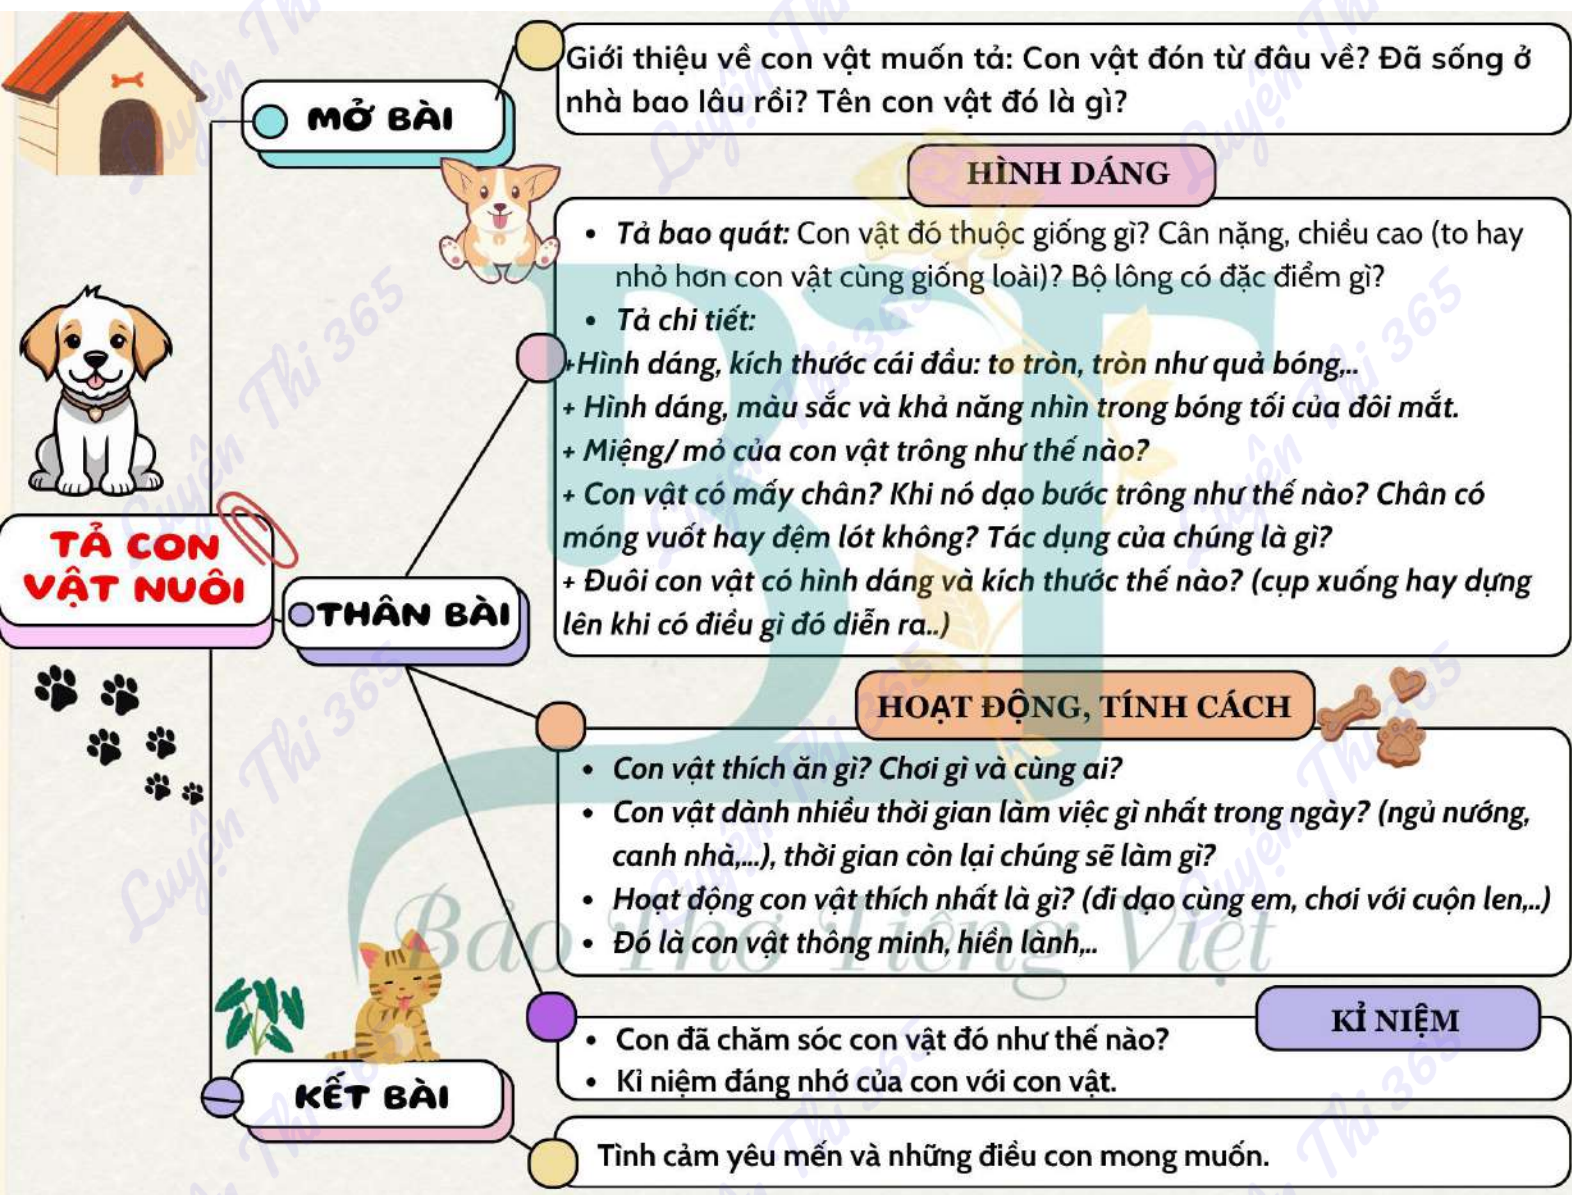 Giới thiệu về con vật muốn tả: Con vật đón từ đâu về? Đã sống ở
nhà bao lâu rồi? Tên con vật đó là gì?
MỞ BÀI
HÌNH DÁNG
• Tả bao quát: Con vật đó thuộc giống gì? Cân nặng, chiều cao (to hay
nhỏ hơn con vật cùng giống loài)? Bộ lông có đặc điểm gì?
• Tả chi tiết:
+Hình dáng, kích thước cái đầu: to tròn, tròn như quả bóng,..
+ Hình dáng, màu sắc và khả năng nhìn trong bóng tối của đôi mắt.
+ Miệng/ mỏ của con vật trông như thế nào?
+ Con vật có mấy chân? Khi nó dạo bước trông như thế nào? Chân có
móng vuốt hay đệm lót không? Tác dụng của chúng là gì?
+ Đuôi con vật có hình dáng và kích thước thế nào? (cụp xuống hay dựng
lên khi có điều gì đó diễn ra..)
TẢ CON
VẬT NUÔI
THÂN BÀI
HOẠT ĐỘNG, TÍNH CÁCH
• Con vật thích ăn gì? Chơi gì và cùng ai?
• Con vật dành nhiều thời gian làm việc gì nhất trong ngày? (ngủ nướng,
canh nhà,...), thời gian còn lại chúng sẽ làm gì?
• Hoạt động con vật thích nhất là gì? (đi dạo cùng em, chơi với cuộn len,..)
• Đó là con vật thông minh, hiền lành,..
Bảo Thơ Tiếng Việt
KỈ NIỆM
• Con đã chăm sóc con vật đó như thế nào?
• Kỉ niệm đáng nhớ của con với con vật.
KẾT BÀI
Tình cảm yêu mến và những điều con mong muốn.
Luyện Thi 365